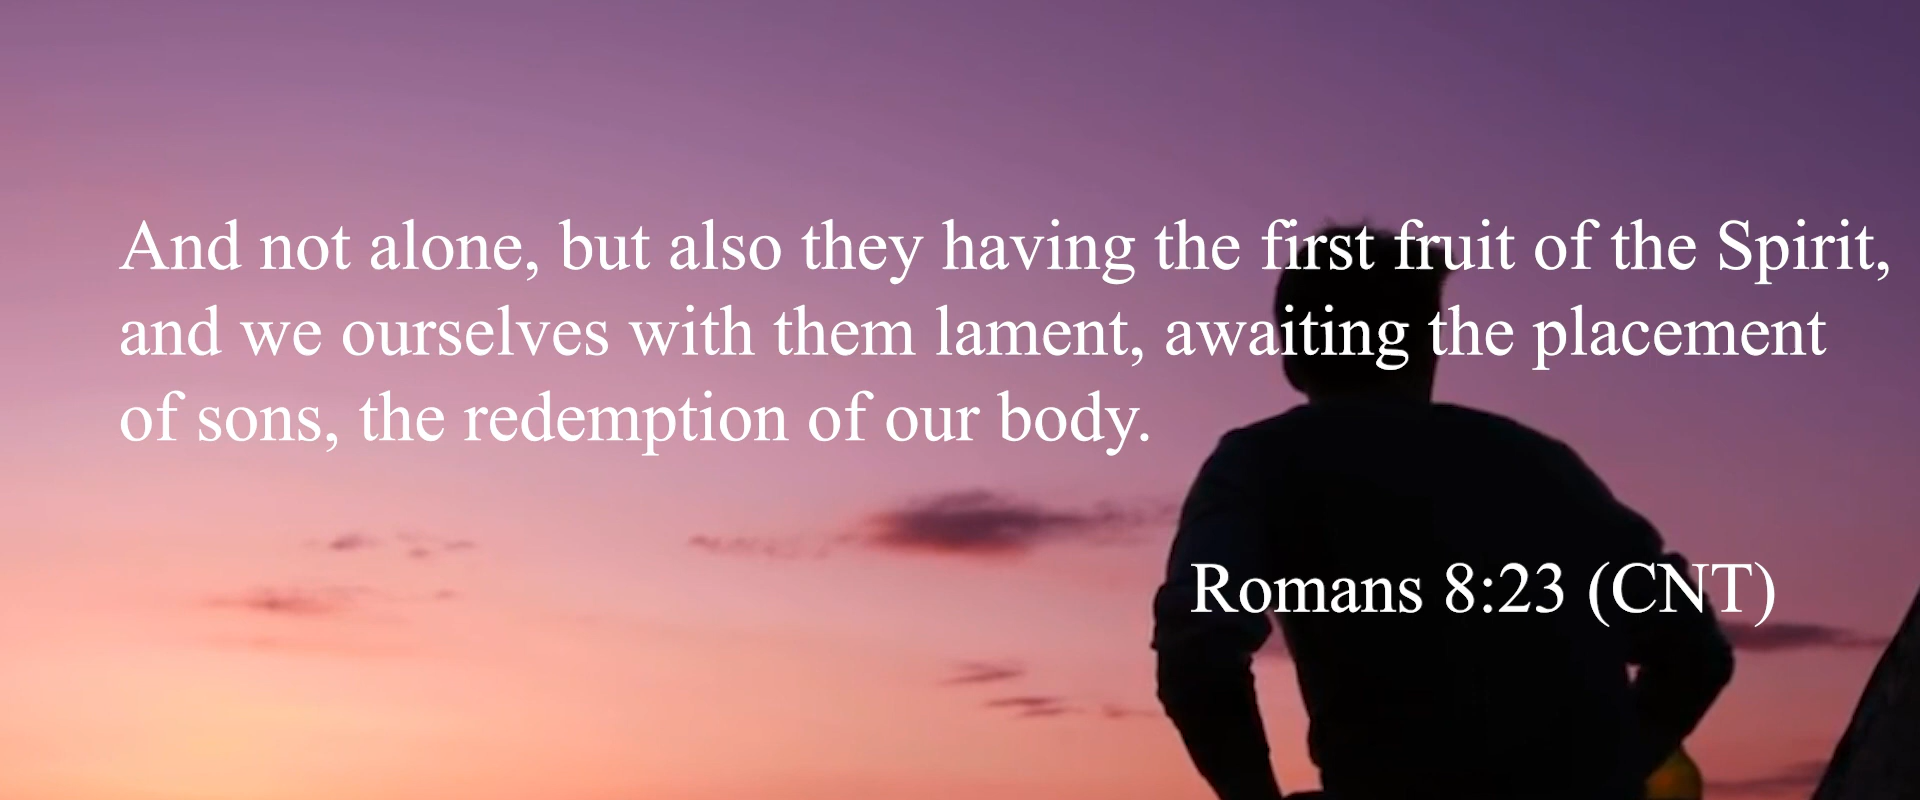 And not alone, but also they having the first fruit of the Spirit,
and we ourselves with them lament, awaiting the placement
of sons, the redemption of our body.
Romans 8:23 (CNT)